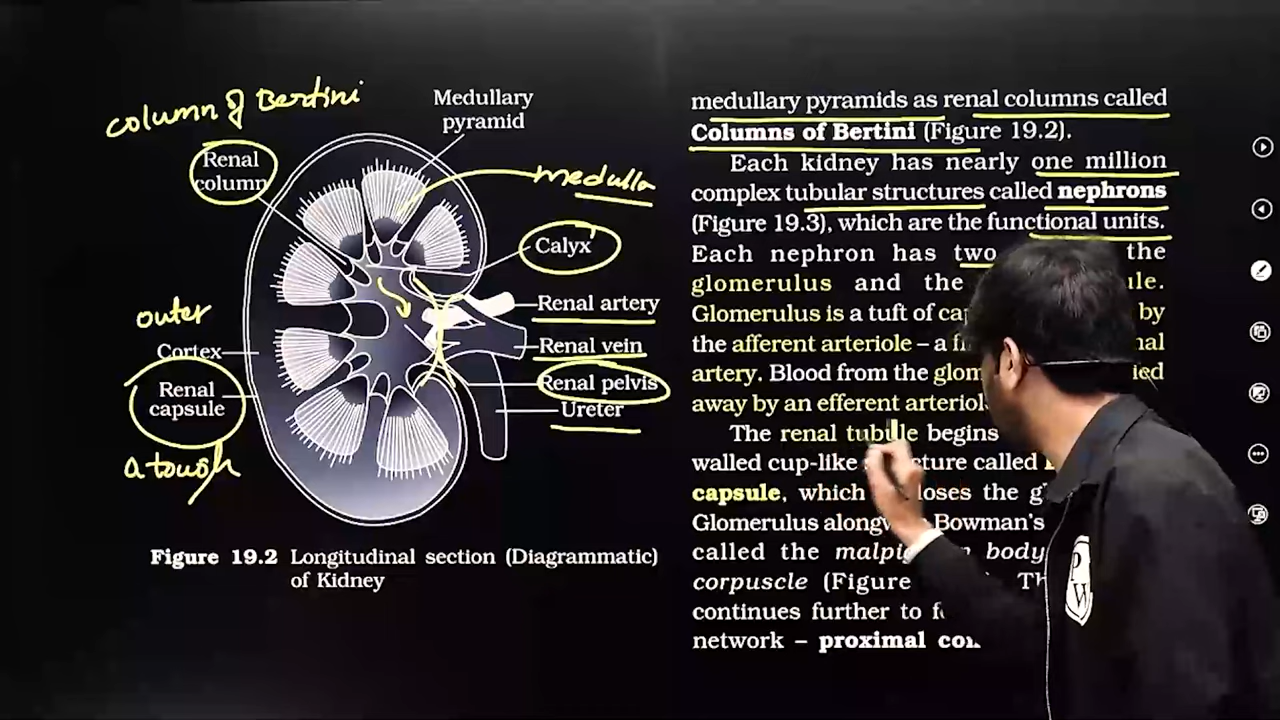 column of Bertini
Medullary
pyramid
Renal
column
medulla
Calyx
Renal artery
outer
Renal vein
Cortex
Renal pelvis
Renal
capsule
Ureter
a tough
Figure 19.2 Longitudinal section (Diagrammatic)
of Kidney
medullary pyramids as renal columns called
Columns of Bertini (Figure 19.2).
Each kidney has nearly one million
complex tubular structures called nephrons
(Figure 19.3), which are the functional units.
Each nephron has two the
glomerulus and the
Glomerulus is a tuft of by
the afferent arteriole – a
artery. Blood from the
away by an efferent
The renal tubule begins
walled cup-like called
capsule, which the
Glomerulus Bowman's
called the body
corpuscle (Figure
continues further to
network – proximal
PW